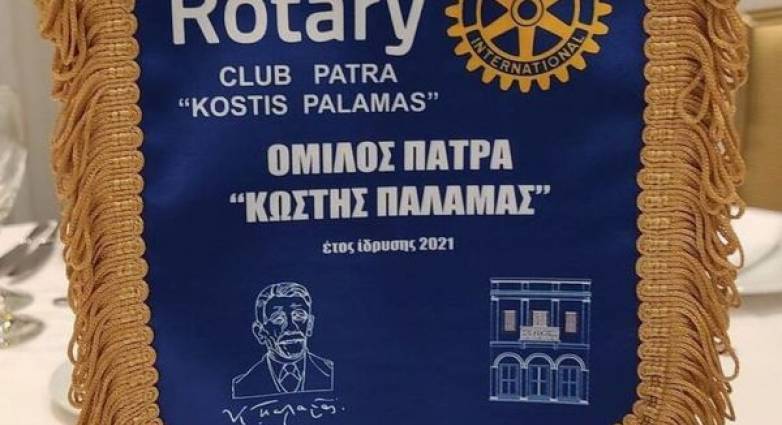 Rotary
INTERNATIONAL
CLUB PATRA
“KOSTIS PALAMAS”
ΟΜΙΛΟΣ ΠΑΤΡΑ
“ΚΩΣΤΗΣ ΠΑΛΑΜΑΣ”
έτος ίδρυσης 2021